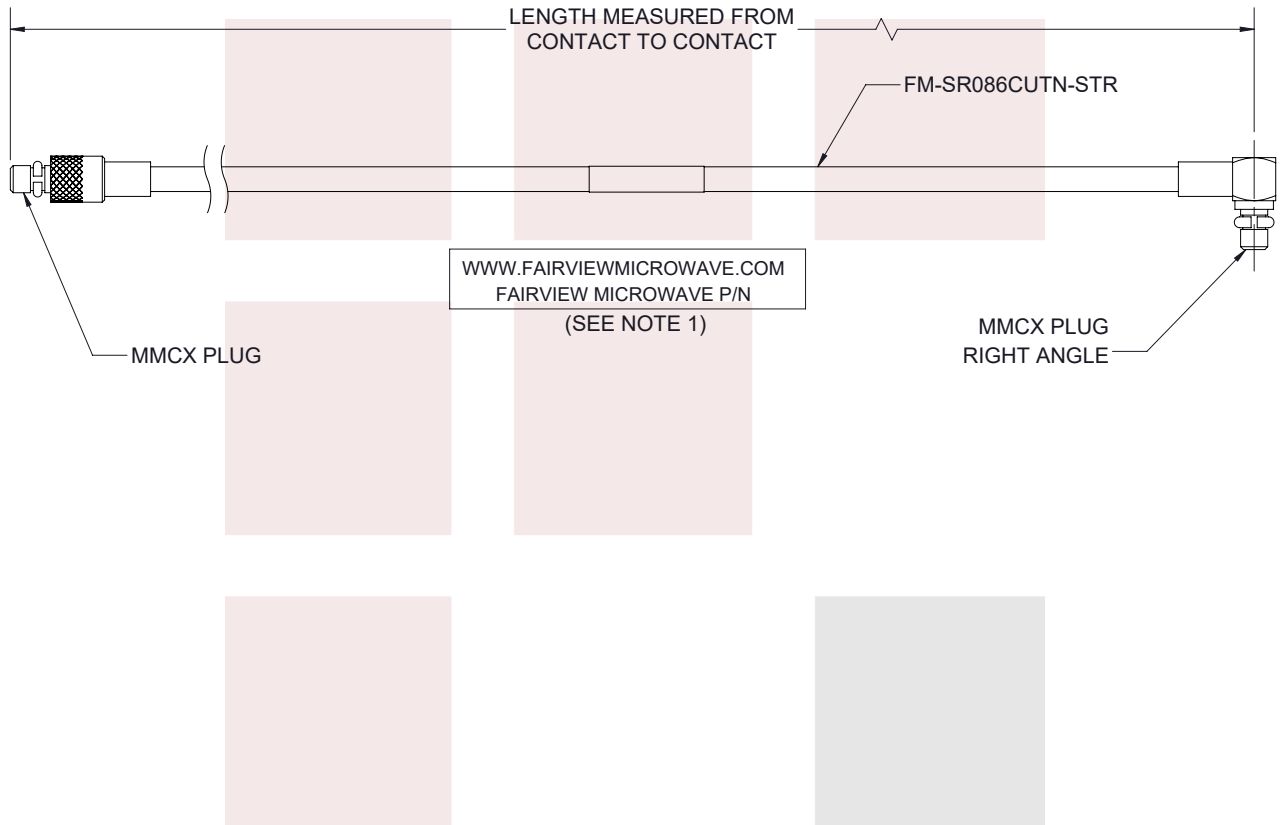 LENGTH MEASURED FROM
CONTACT TO CONTACT
FM-SR086CUTN-STR
WWW.FAIRVIEWMICROWAVE.COM
FAIRVIEW MICROWAVE P/N
(SEE NOTE 1)
MMCX PLUG
MMCX PLUG
RIGHT ANGLE